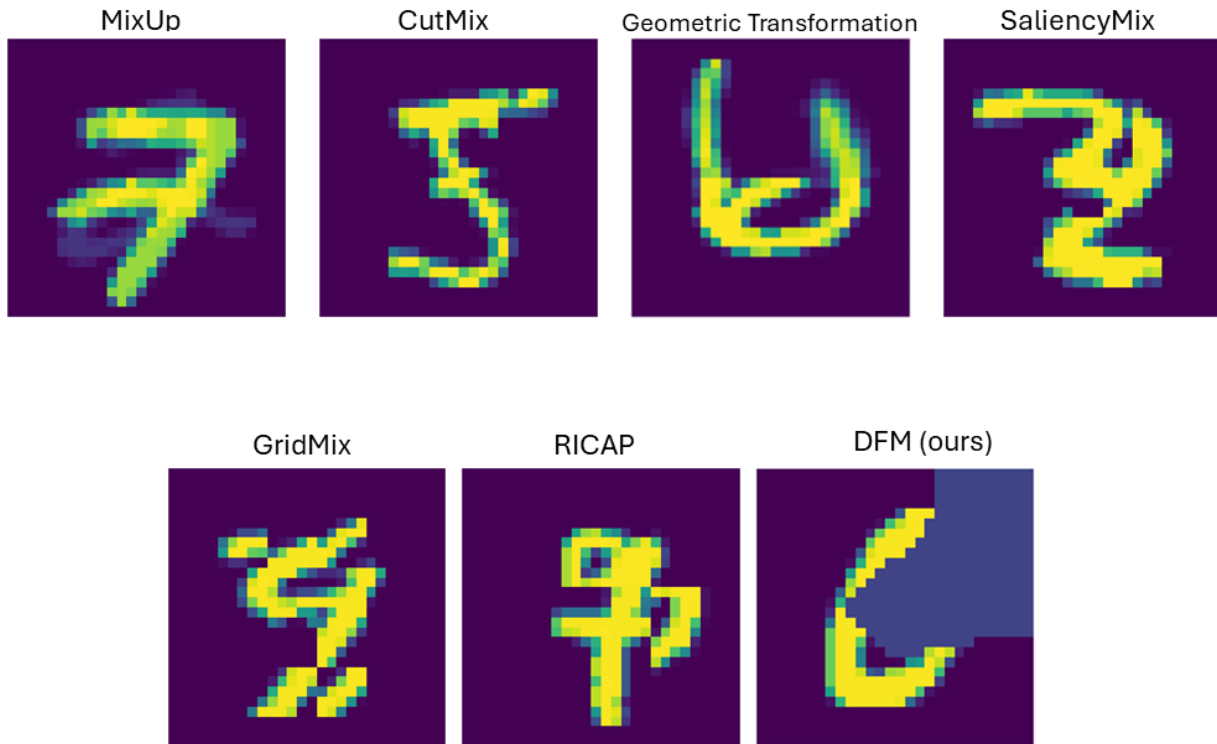 MixUp
CutMix
Geometric Transformation
SaliencyMix
GridMix
RICAP
DFM (ours)